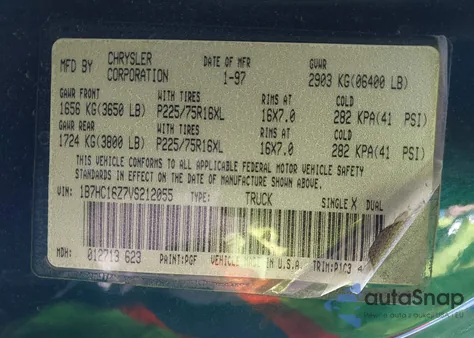 MFD BY CHRYSLER CORPORATION DATE OF MFR 1-97 GVWR 2903 KG(06400 LB)
GAWR FRONT WITH TIRES RIMS AT COLD
1656 KG(3650 LB) P225/75R16XL 16X7.0 282 KPA(41 PSI)
GAWR REAR WITH TIRES RIMS AT COLD
1724 KG(3800 LB) P225/75R16XL 16X7.0 282 KPA(41 PSI)
THIS VEHICLE CONFORMS TO ALL APPLICABLE FEDERAL MOTOR VEHICLE SAFETY
STANDARDS IN EFFECT ON THE DATE OF MANUFACTURE SHOWN ABOVE.
VIN: 1B7HC16Z7VS212055 TYPE: TRUCK SINGLE X DUAL
MDH: 012713 623 PAINT:PGF VEHICLE MADE IN U.S.A. TRIM:P1C3
autoSnap